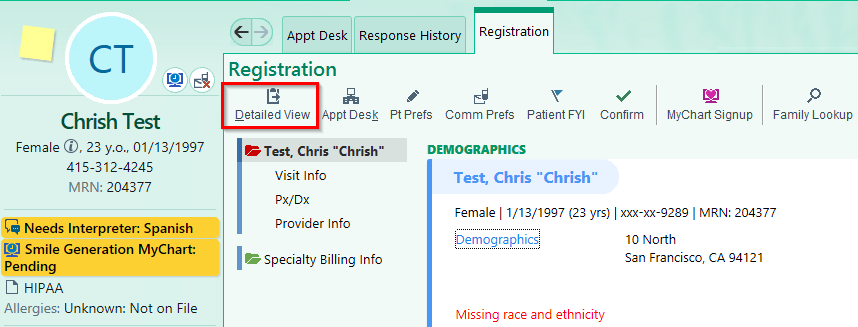 CT
Chrish Test
Female i, 23 y.o., 01/13/1997
415-312-4245
MRN: 204377
Needs Interpreter: Spanish
Smile Generation MyChart:
Pending
HIPAA
Allergies: Unknown: Not on File
Appt Desk
Response History
Registration
Registration
Detailed View
Appt Desk
Pt Prefs
Comm Prefs
Patient FYI
Confirm
MyChart Signup
Family Lookup
Test, Chris "Chrish"
Visit Info
Px/Dx
Provider Info
Specialty Billing Info
DEMOGRAPHICS
Test, Chris "Chrish"
Female | 1/13/1997 (23 yrs) | xxx-xx-9289 | MRN: 204377
Demographics
10 North
San Francisco, CA 94121
Missing race and ethnicity